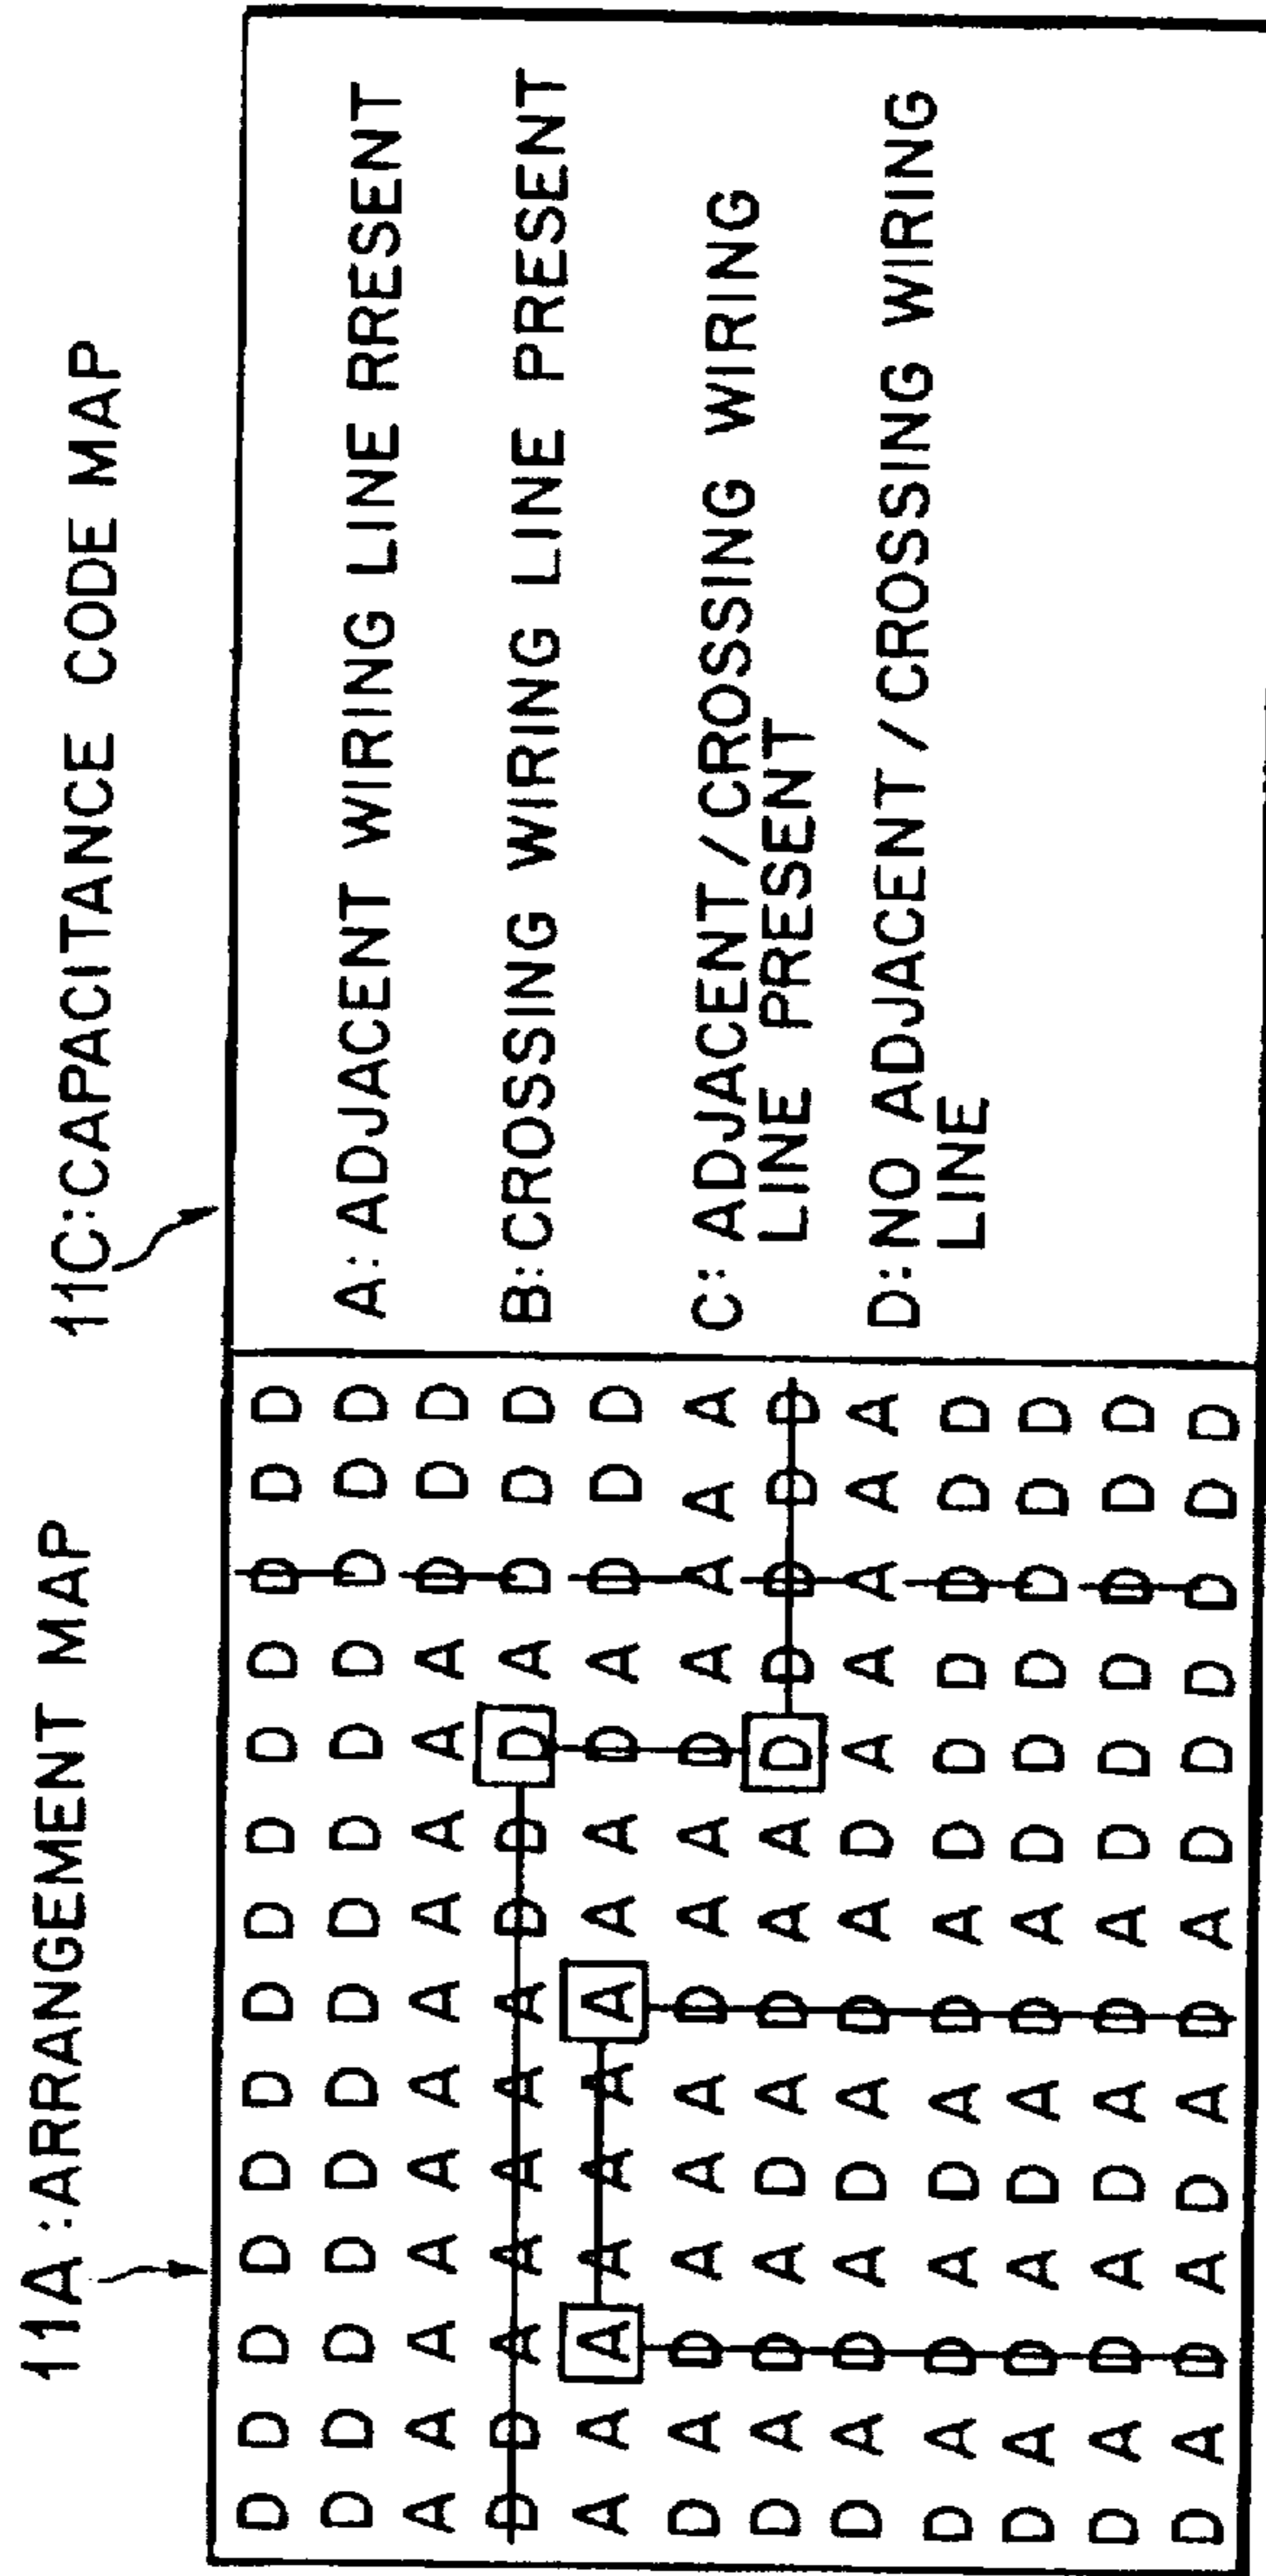 11A:ARRANGEMENT MAP
11C:CAPACITANCE CODE MAP
D D D D D D D D D D D D D D
D D D D D D D D D D D D D D
A A A A A A A A A A A D D D
D D A A A A A D D D A D D D
A A A A A A A A A D A D D D
D A D A A A D A A D A A A A
D A D A D A D A A D D D D D
D A D A D A D A D A A A A A
D A D A D A D A D D D D D D
D A D A D A D A D D D D D D
D A D A D A D A D D D D D D
D A D A D A D A D D D D D D
A:ADJACENT WIRING LINE RRESENT
B:CROSSING WIRING LINE PRESENT
C: ADJACENT/CROSSING WIRING
LINE PRESENT
D:NO ADJACENT/CROSSING WIRING
LINE